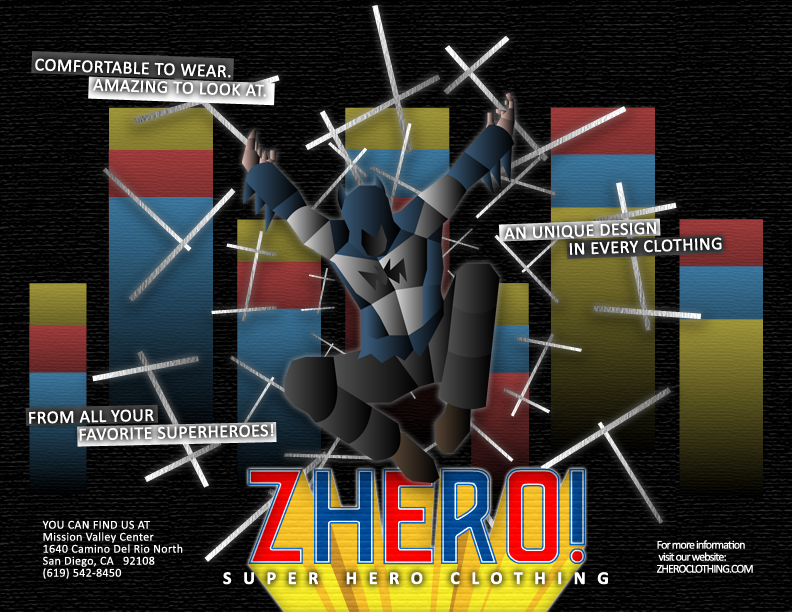 COMFORTABLE TO WEAR.
AMAZING TO LOOK AT.
AN UNIQUE DESIGN
IN EVERY CLOTHING
FROM ALL YOUR
FAVORITE SUPERHEROES!
ZHERO!
SUPER HERO CLOTHING
YOU CAN FIND US AT
Mission Valley Center
1640 Camino Del Rio North
San Diego, CA 92108
(619) 542-8450
For more information
visit our website:
ZHEROCLOTHING.COM